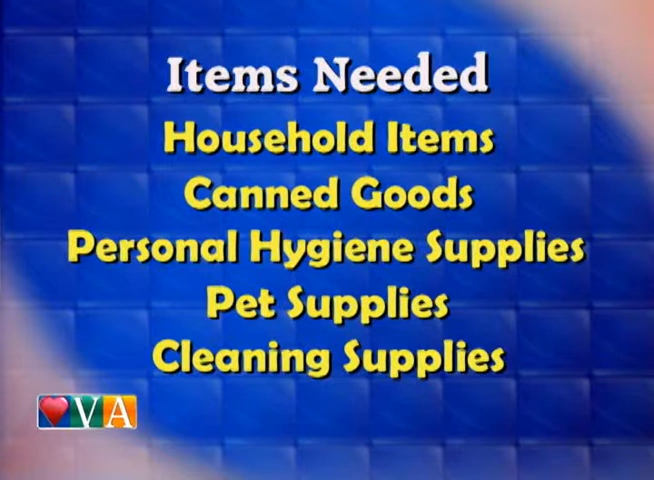 Items Needed
Household Items
Canned Goods
Personal Hygiene Supplies
Pet Supplies
Cleaning Supplies
VA